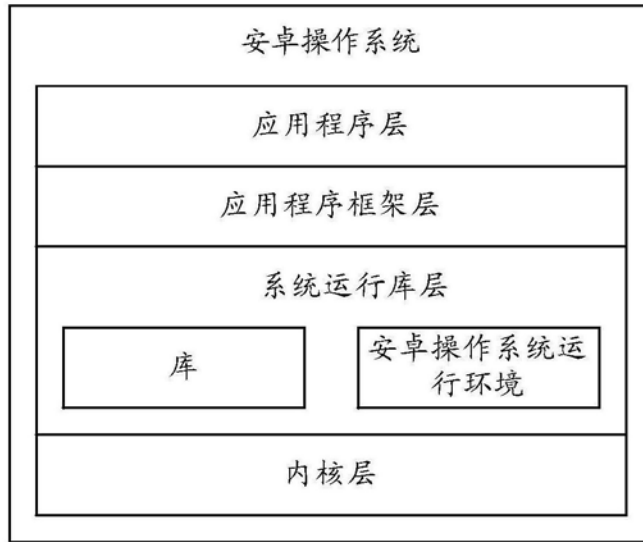 安卓操作系统
应用程序层
应用程序框架层
系统运行库层
库
安卓操作系统运
行环境
内核层